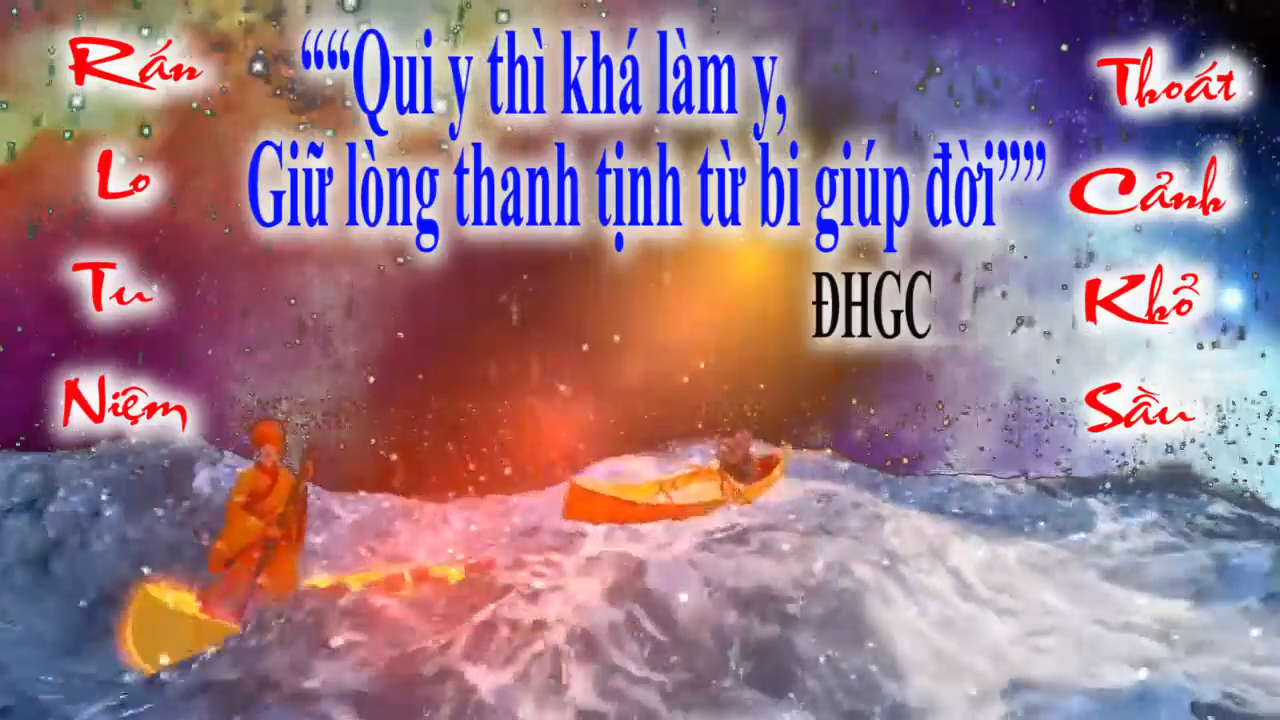 Rán
Lo
Tu
Niệm
““Qui y thì khá làm y,
Giữ lòng thanh tịnh từ bi giúp đời””
ĐHGC
Thoát
Cảnh
Khổ
Sầu